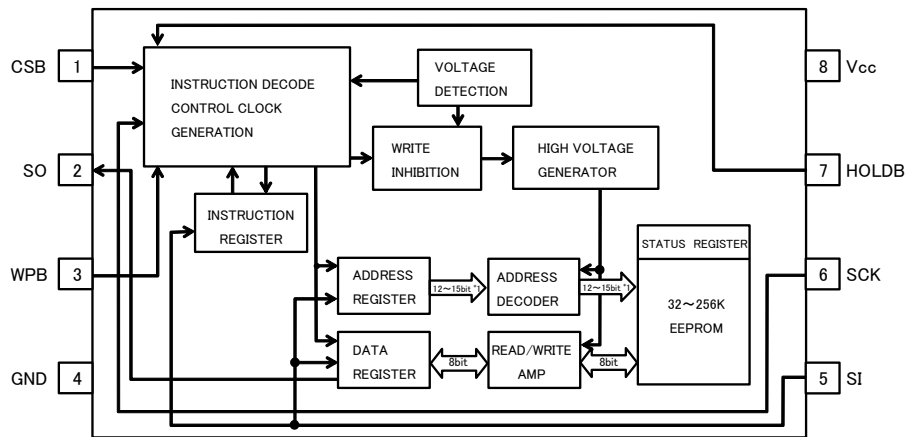 CSB 1
INSTRUCTION DECODE
CONTROL CLOCK
GENERATION
VOLTAGE
DETECTION
8 Vcc
SO 2
WRITE
INHIBITION
HIGH VOLTAGE
GENERATOR
7 HOLDB
INSTRUCTION
REGISTER
STATUS REGISTER
WPB 3
ADDRESS
REGISTER
12～15bit *1
ADDRESS
DECODER
12～15bit *1
32～256K
EEPROM
6 SCK
GND 4
DATA
REGISTER
8bit
READ/WRITE
AMP
8bit
5 SI